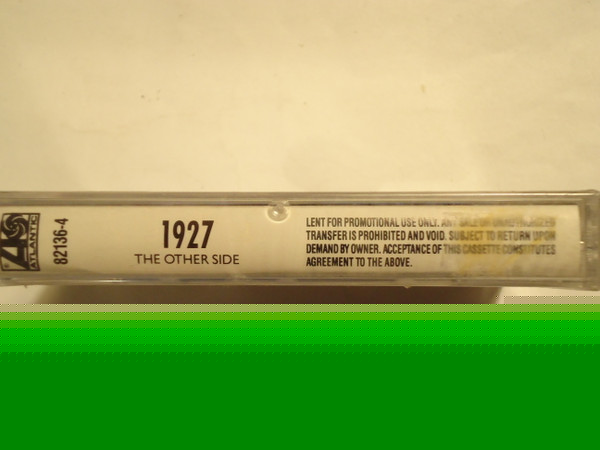 ATLANTIC
82136-4
1927
THE OTHER SIDE
LENT FOR PROMOTIONAL USE ONLY. ANY SALE OR UNAUTHORIZED
TRANSFER IS PROHIBITED AND VOID. SUBJECT TO RETURN UPON
DEMAND BY OWNER. ACCEPTANCE OF THIS CASSETTE CONSTITUTES
AGREEMENT TO THE ABOVE.